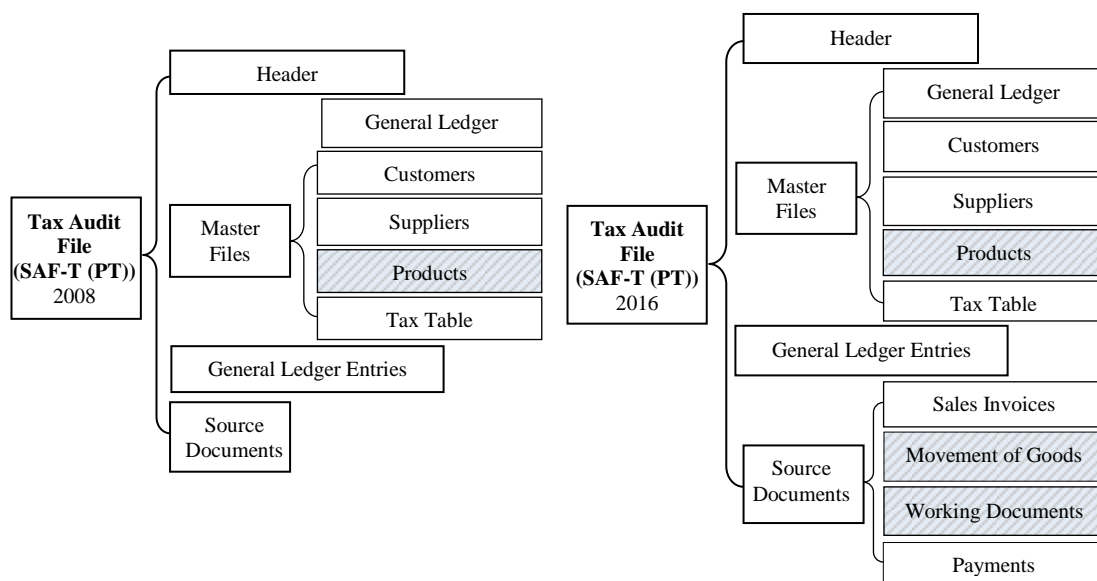 Tax Audit
File
(SAF-T (PT))
2008
Header
Master
Files
General Ledger
Customers
Suppliers
Products
Tax Table
General Ledger Entries
Source
Documents
Tax Audit
File
(SAF-T (PT))
2016
Header
Master
Files
General Ledger
Customers
Suppliers
Products
Tax Table
General Ledger Entries
Source
Documents
Sales Invoices
Movement of Goods
Working Documents
Payments